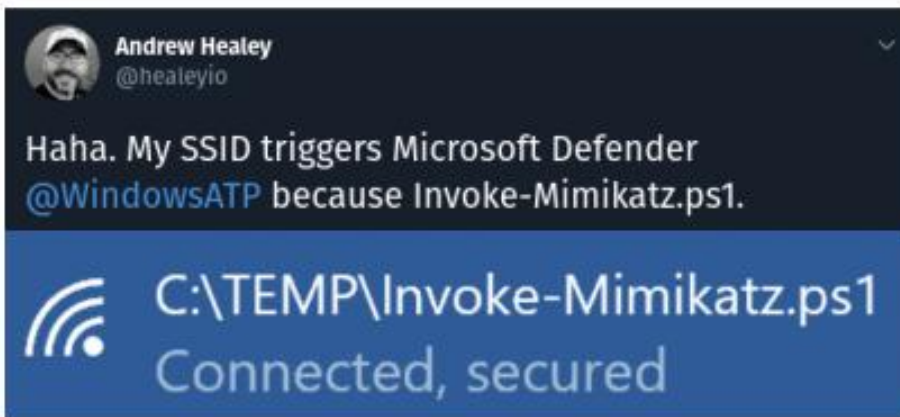 Andrew Healey
@healeyio
Haha. My SSID triggers Microsoft Defender
@WindowsATP because Invoke-Mimikatz.ps1.
C:\TEMP\Invoke-Mimikatz.ps1
Connected, secured